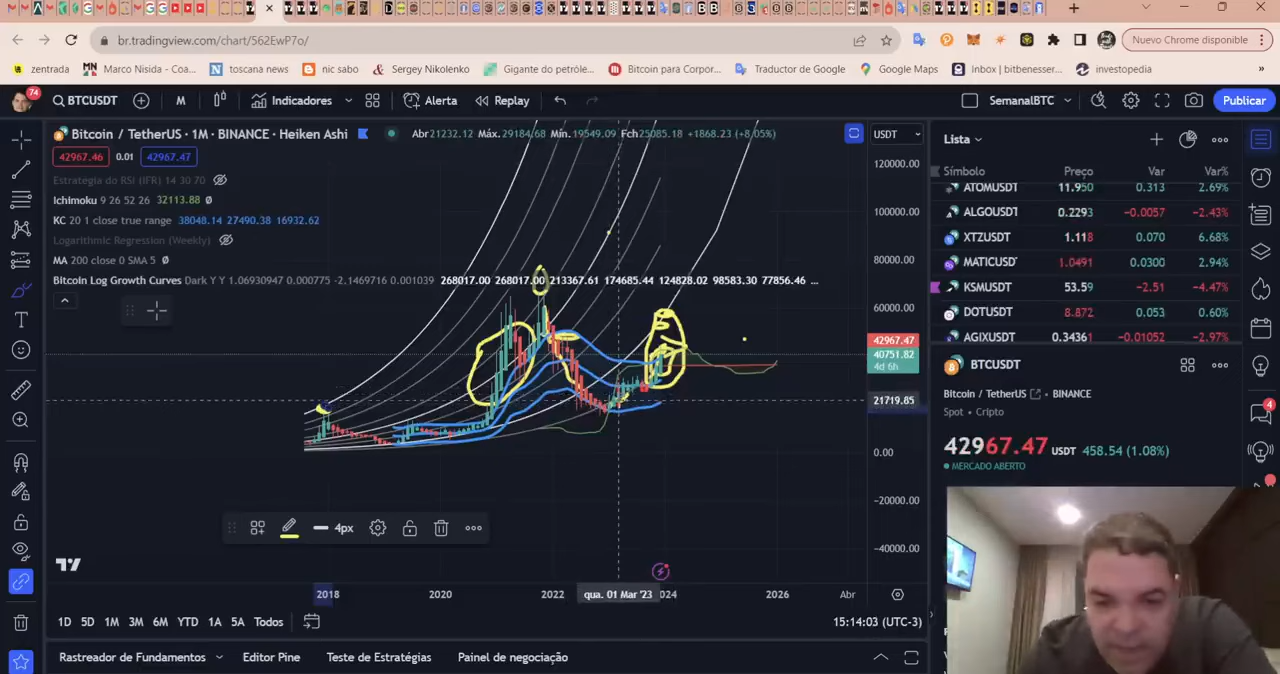 br.tradingview.com/chart/562EwP7o/
Nuevo Chrome disponible
zentrada
Marco Nisida - Coa...
toscana news
nic sabo
Sergey Nikolenko
Gigante do petróle...
Bitcoin para Corpor...
Traductor de Google
Google Maps
Inbox | bitbenesser...
investopedia
»
74
BTCUSDT
M
Indicadores
Alerta
Replay
SemanalBTC
Publicar
Bitcoin / TetherUS · 1M · BINANCE · Heiken Ashi
Abr21232.12 Máx.29184.68 Mín.19549.09 Fch25085.18 +1868.23 (+8.05%)
USDT
42967.46 0.01 42967.47
Estrategia do RSI (IFR) 14 30 70
Ichimoku 9 26 52 26 32113.88 Ø
KC 20 1 close true range 38048.14 27490.38 16932.62
Logarithmic Regression (Weekly)
MA 200 close 0 SMA 5 Ø
Bitcoin Log Growth Curves Dark Y Y 1.06930947 0.000775 -2.1469716 0.001039 268017.00 268017.00 213367.61 174685.44 124828.02 98583.30 77856.46 ...
120000.00
100000.00
80000.00
60000.00
42967.47
40751.82
4d 6h
21719.85
0.00
−20000.00
−40000.00
4px
2018
2020
2022
qua. 01 Mar '23
024
2026
Abr
1D 5D 1M 3M 6M YTD 1A 5A Todos
15:14:03 (UTC-3)
Rastreador de Fundamentos
Editor Pine
Teste de Estratégias
Painel de negociação
Lista
Símbolo Preço Var Var%
ATOMUSDT 11.950 0.313 2.69%
ALGOUSDT 0.2293 −0.0057 −2.43%
XTZUSDT 1.118 0.070 6.68%
MATICUSDT 1.0491 0.0300 2.94%
KSMUSDT 53.59 −2.51 −4.47%
DOTUSDT 8.872 0.053 0.60%
AGIXUSDT 0.34361 −0.01052 −2.97%
BTCUSDT
Bitcoin / TetherUS · BINANCE
Spot • Cripto
42967.47 USDT 458.54 (1.08%)
MERCADO ABERTO
4